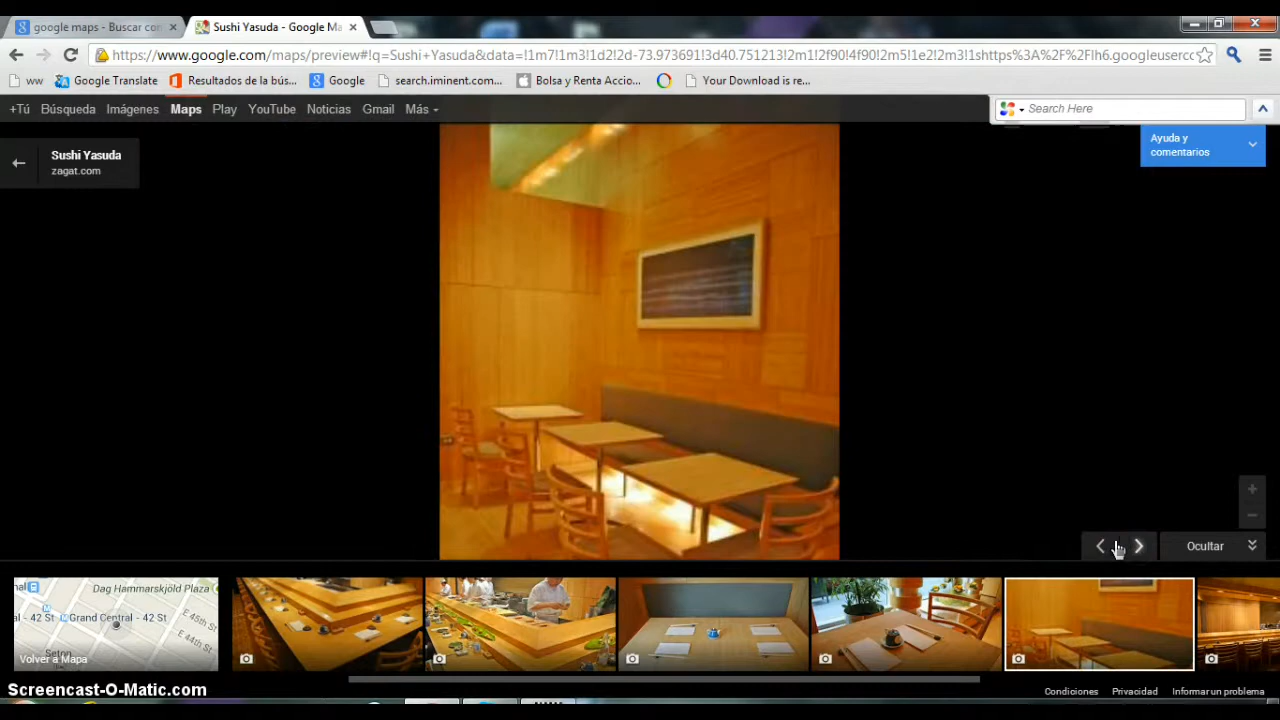 google maps - Buscar con
Sushi Yasuda - Google Ma
https://www.google.com/maps/preview#!q=Sushi+Yasuda&data=!1m7!1m3!1d2!2d-73.973691!3d40.751213!2m1!2f90!4f90!2m5!1e2!2m3!1shttps%3A%2F%2Flh6.googleusercc
ww
Google Translate
Resultados de la bús...
Google
search.iminent.com...
Bolsa y Renta Accio...
Your Download is re...
+Tú Búsqueda Imágenes Maps Play YouTube Noticias Gmail Más
Search Here
Sushi Yasuda
zagat.com
Ayuda y
comentarios
Ocultar
Dag Hammarskjöld Plaza
al - 42 St
Grand Central - 42 St
E 45th St
E 44th St
Volver a Mapa
Screencast-O-Matic.com
Condiciones Privacidad Informar un problema